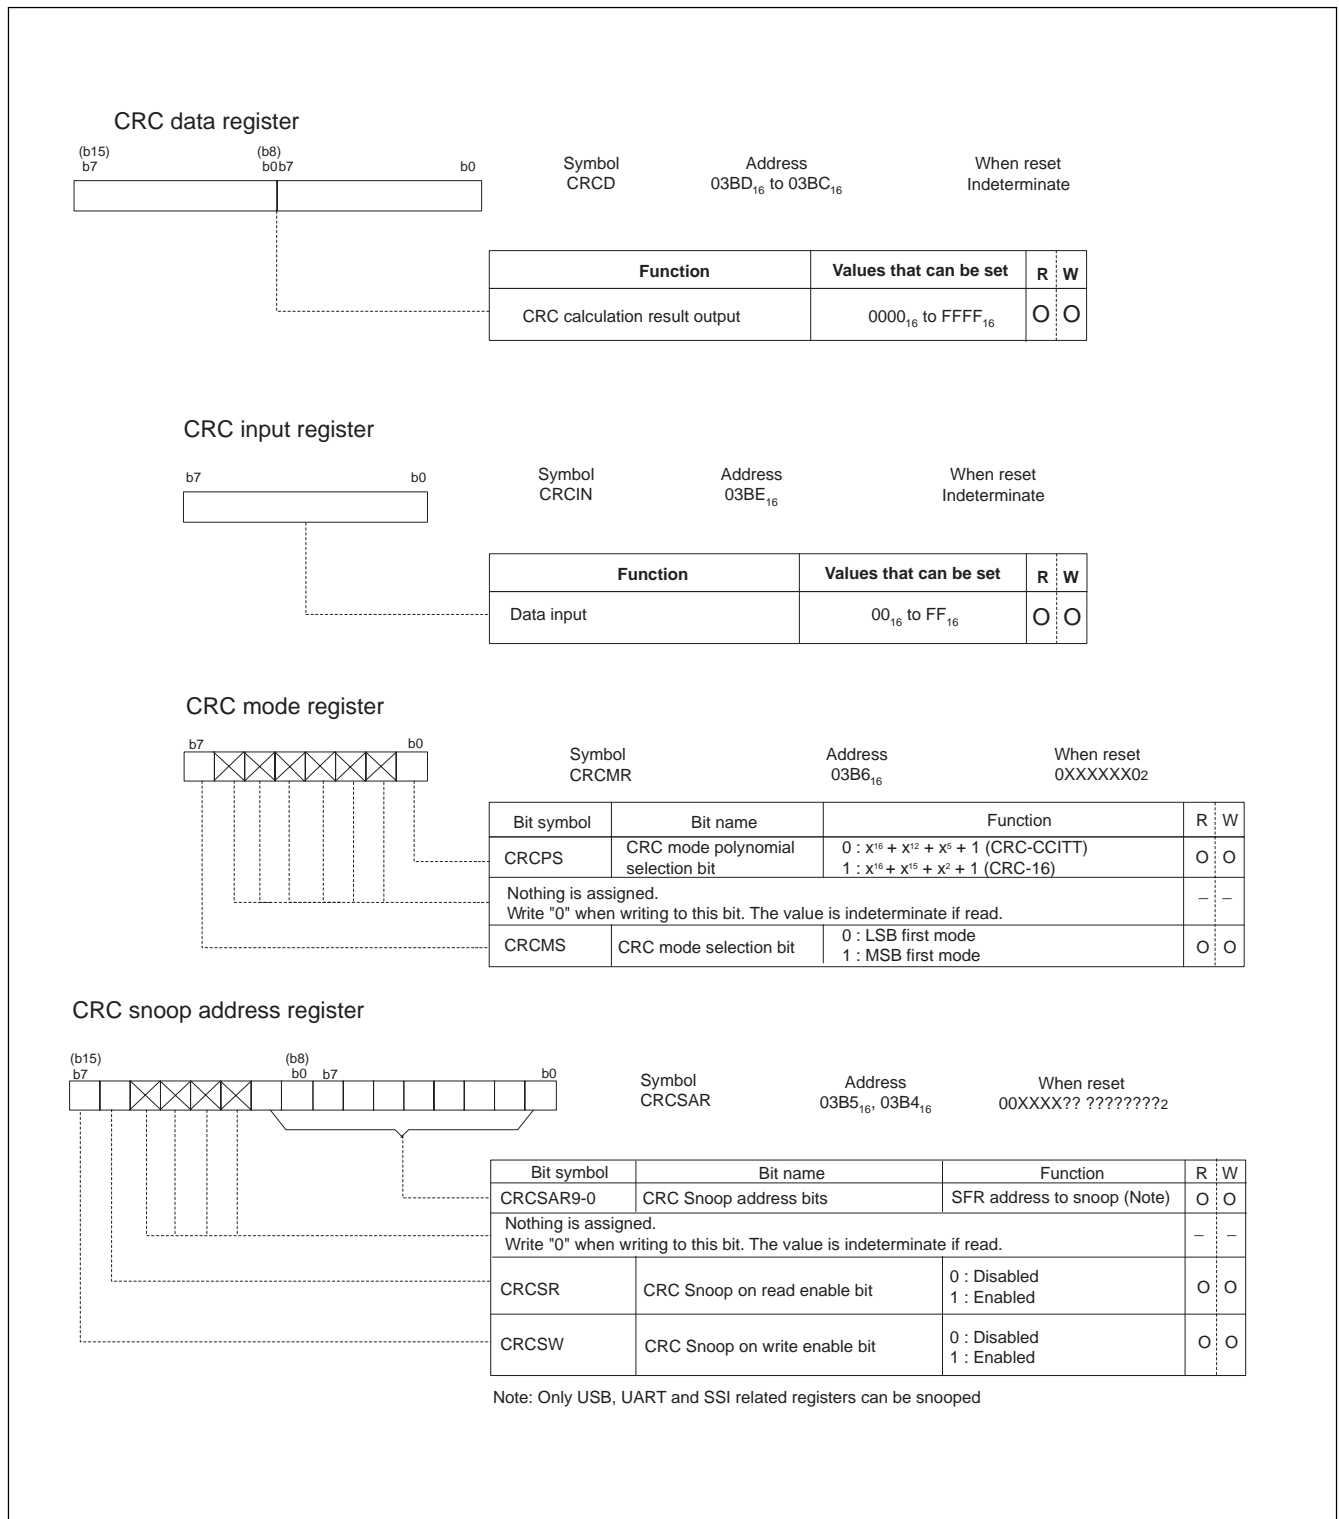 CRC data register
(b15) (b8)
b7 b0 b7 b0
Symbol Address When reset
CRCD 03BD16 to 03BC16 Indeterminate
Function Values that can be set R W
CRC calculation result output 000016 to FFFF16 O O
CRC input register
b7 b0
Symbol Address When reset
CRCIN 03BE16 Indeterminate
Function Values that can be set R W
Data input 0016 to FF16 O O
CRC mode register
b7 b0
Symbol Address When reset
CRCMR 03B616 0XXXXXX02
Bit symbol Bit name Function R W
CRCPS CRC mode polynomial selection bit 0 : x16 + x12 + x5 + 1 (CRC-CCITT) O O
1 : x16 + x15 + x2 + 1 (CRC-16)
Nothing is assigned.
Write "0" when writing to this bit. The value is indeterminate if read. – –
CRCMS CRC mode selection bit 0 : LSB first mode O O
1 : MSB first mode
CRC snoop address register
(b15) (b8)
b7 b0 b7 b0
Symbol Address When reset
CRCSAR 03B516, 03B416 00XXXX?? ????????2
Bit symbol Bit name Function R W
CRCSAR9-0 CRC Snoop address bits SFR address to snoop (Note) O O
Nothing is assigned.
Write "0" when writing to this bit. The value is indeterminate if read. – –
CRCSR CRC Snoop on read enable bit 0 : Disabled O O
1 : Enabled
CRCSW CRC Snoop on write enable bit 0 : Disabled O O
1 : Enabled
Note: Only USB, UART and SSI related registers can be snooped